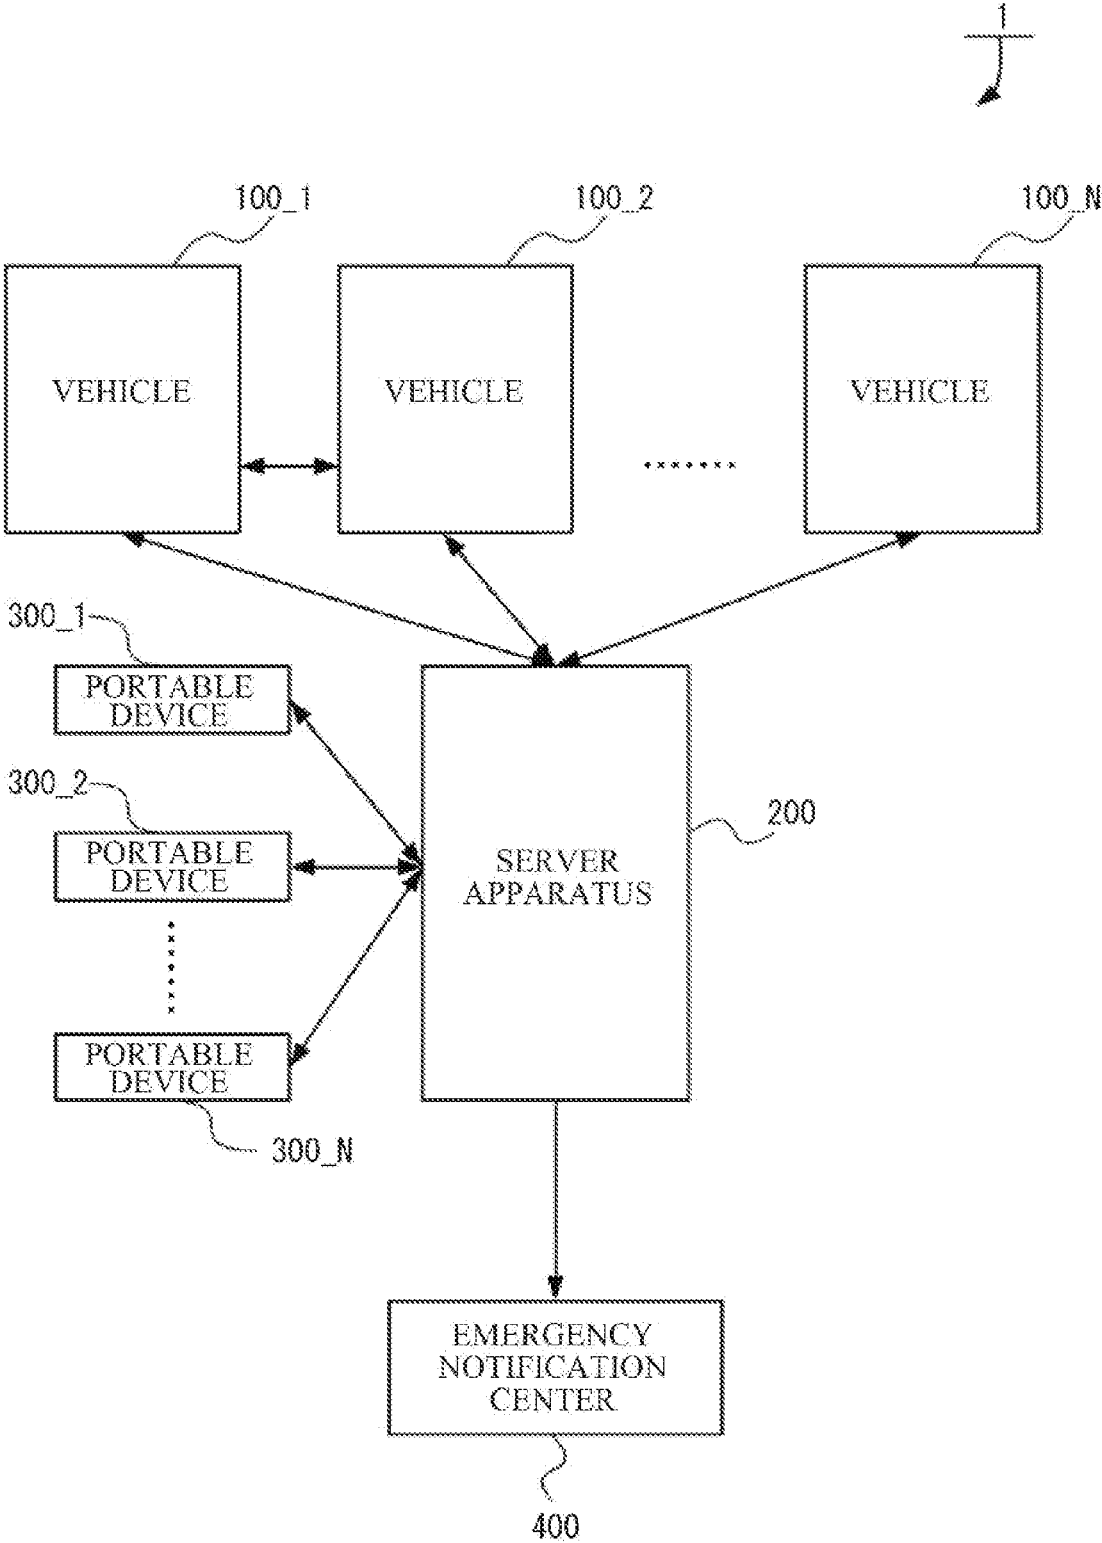 1
100_1
100_2
100_N
VEHICLE
VEHICLE
VEHICLE
300_1
PORTABLE
DEVICE
300_2
PORTABLE
DEVICE
PORTABLE
DEVICE
300_N
200
SERVER
APPARATUS
EMERGENCY
NOTIFICATION
CENTER
400